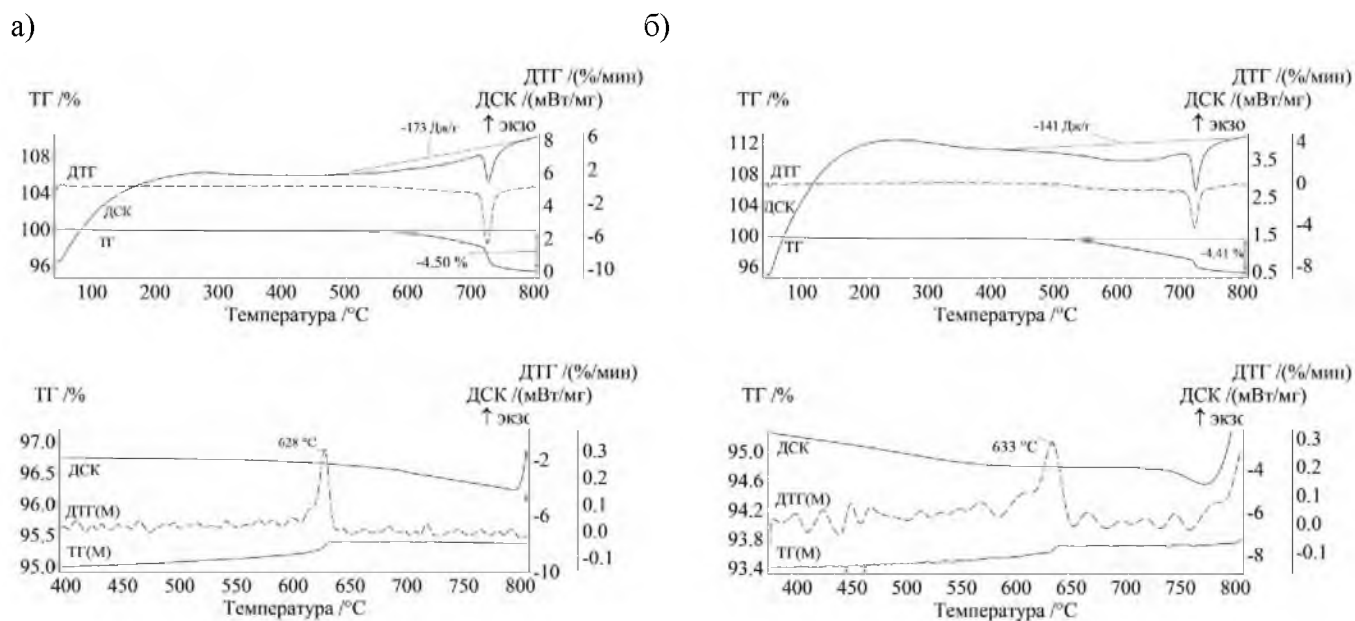 а)
б)
ДТГ /(%/мин)
ТГ /%
ДСК /(мВт/мг)
↑ экзо
-173 Дж/г
8
6
108
2
ДТГ
6
104
-2
ДСК
4
100
ТГ
2
-6
-4.50 %
96
0
-10
100 200 300 400 500 600 700 800
Температура /°C
ДТГ /(%/мин)
ТГ /%
ДСК /(мВт/мг)
↑ экзо
-141 Дж/г
4
112
3.5
108
ДТГ
0
2.5
104
ДСК
-4
100
1.5
ТГ
-4,41 %
96
0.5
-8
100 200 300 400 500 600 700 800
Температура /°C
ДТГ /(%/мин)
ТГ /%
ДСК /(мВт/мг)
↑ экзо
97.0
628 °C
0.3
ДСК
-2
96.5
0.2
96.0
0.1
ДТГ(М)
-6
95.5
0.0
ТГ(М)
-0.1
95.0
-10
400 450 500 550 600 650 700 750 800
Температура /°C
ДТГ /(%/мин)
ТГ /%
ДСК /(мВт/мг)
↑ экзо
95.0
ДСК
633 °C
0.3
-4
94.6
0.2
94.2
ДТГ(М)
0.1
-6
93.8
0.0
ТГ(М)
-8
-0.1
93.4
400 450 500 550 600 650 700 750 800
Температура /°C